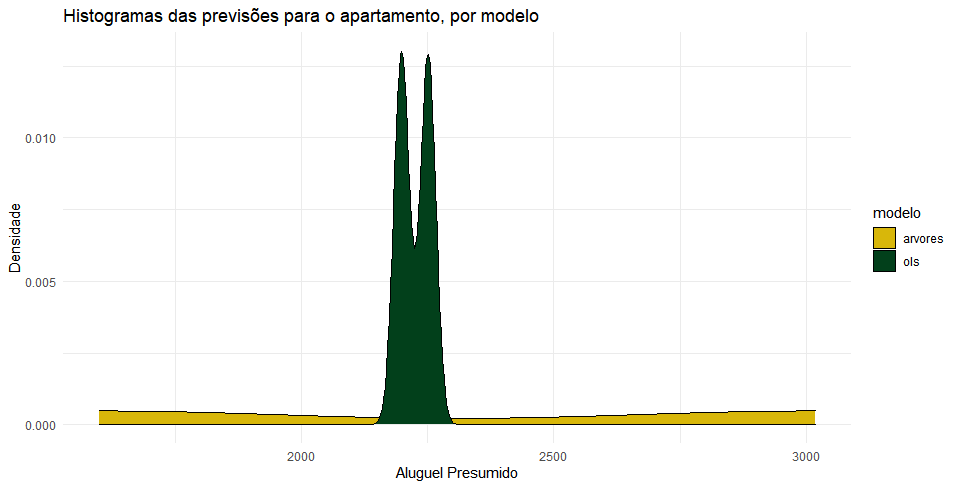 Histogramas das previsões para o apartamento, por modelo
0.010
0.005
0.000
Densidade
2000
2500
3000
Aluguel Presumido
modelo
arvores
ols